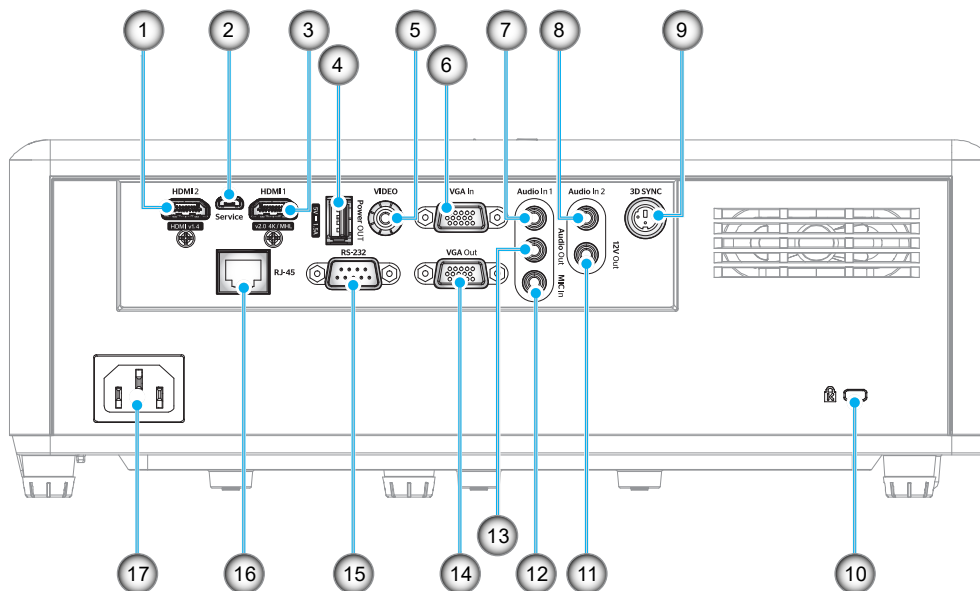 1 2 3 4 5 6 7 8 9
HDMI 2
HDMI 1
VIDEO
VGA In
Audio In 1
Audio In 2
3D SYNC
Service
HDMI v1.4
v2.0 4K / MHL
5V⎓1.5A
Power OUT
RJ-45
RS-232
VGA Out
Audio Out
12V Out
MIC In
K
10
11
12
13
14
15
16
17